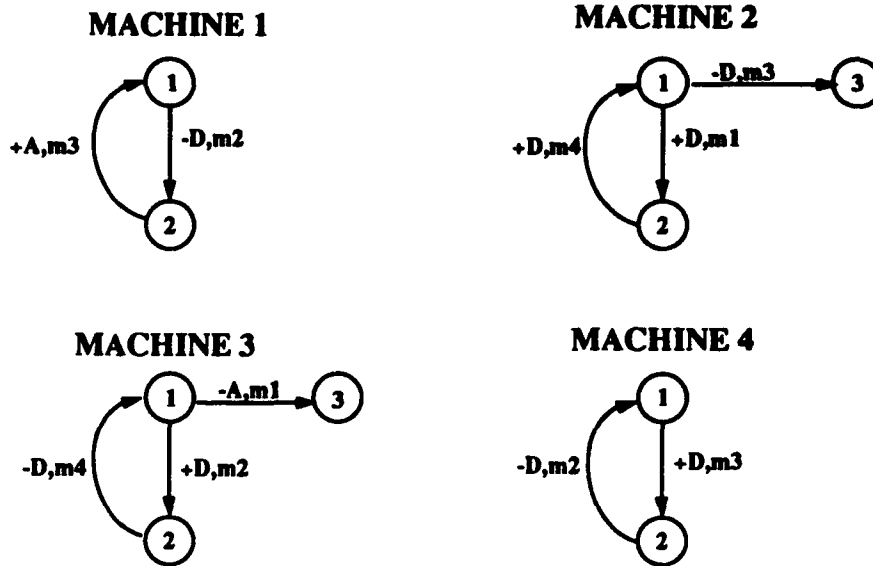 MACHINE 1
1
+A,m3
-D,m2
2
MACHINE 2
1
-D,m3
3
+D,m4
+D,m1
2
MACHINE 3
1
-A,m1
3
-D,m4
+D,m2
2
MACHINE 4
1
-D,m2
+D,m3
2